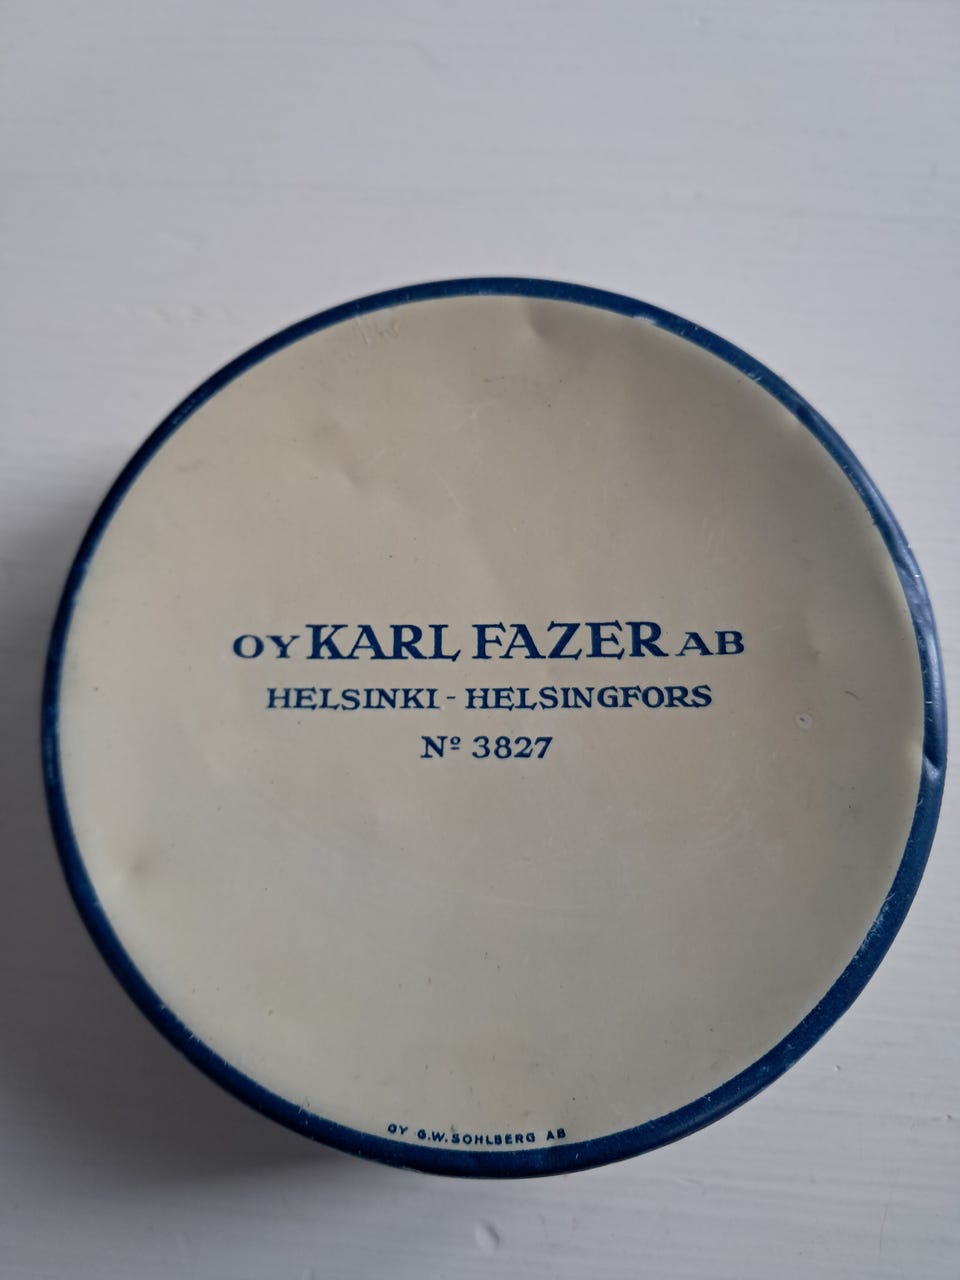 OY KARL FAZER AB
HELSINKI - HELSINGFORS
Nº 3827
OY G.W. SOHLBERG AB